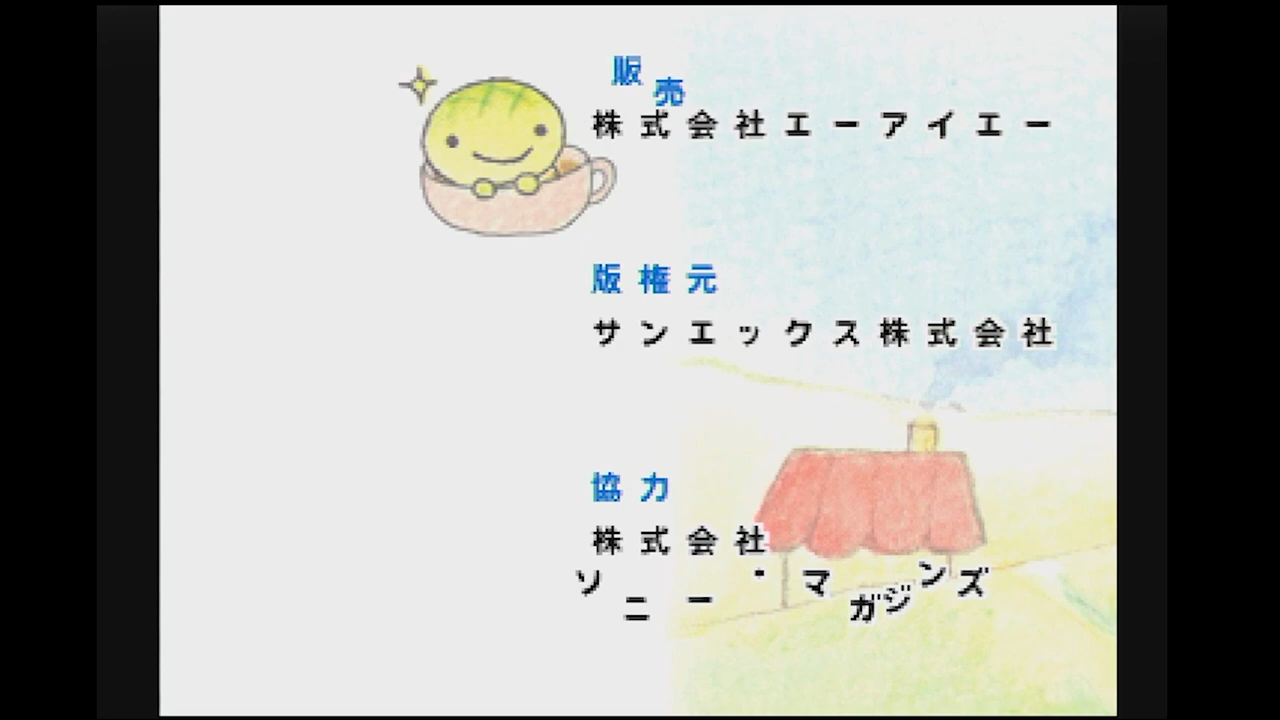 販売
株式会社エーアイエー
版権元
サンエックス株式会社
協力
株式会社
ソニー・マガジンズ